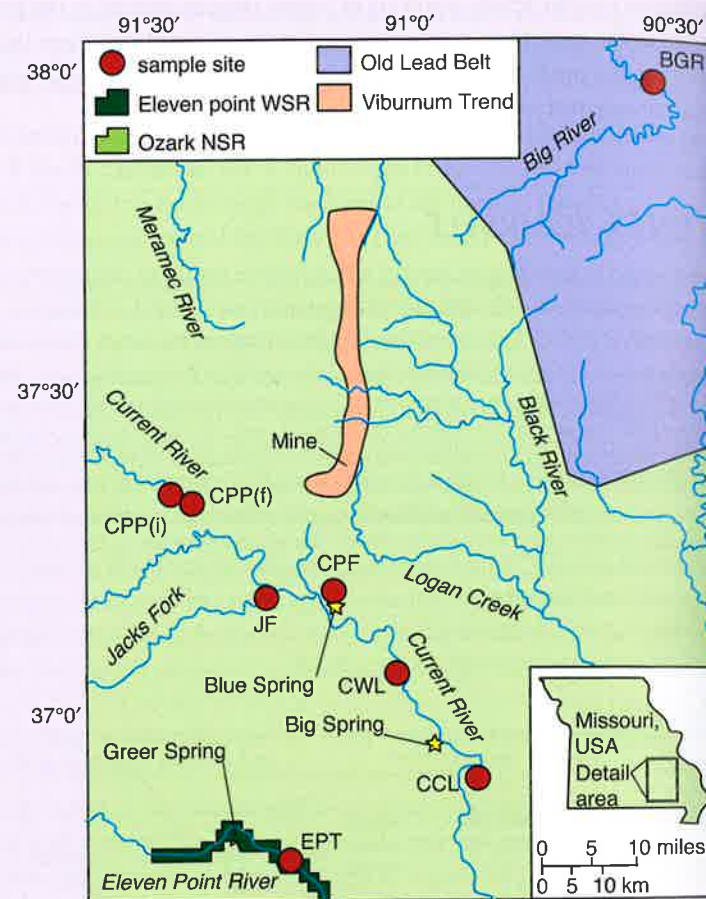 91°30′
91°0′
90°30′
38°0′
37°30′
37°0′
sample site
Eleven point WSR
Ozark NSR
Old Lead Belt
Viburnum Trend
BGR
Big River
Meramec River
Current River
CPP(f)
CPP(i)
Mine
Black River
CPF
Logan Creek
JF
Jacks Fork
Blue Spring
CWL
Current River
Big Spring
CCL
Greer Spring
EPT
Eleven Point River
Missouri,
USA
Detail
area
0 5 10 miles
0 5 10 km